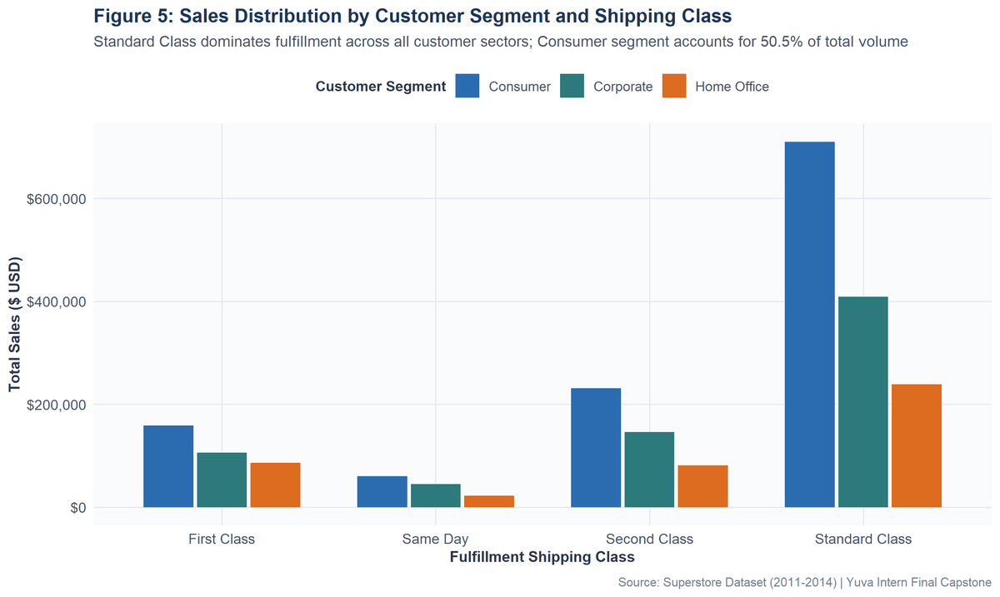 Figure 5: Sales Distribution by Customer Segment and Shipping Class
Standard Class dominates fulfillment across all customer sectors; Consumer segment accounts for 50.5% of total volume
Customer Segment Consumer Corporate Home Office
Total Sales ($ USD)
$600,000
$400,000
$200,000
$0
First Class Same Day Second Class Standard Class
Fulfillment Shipping Class
Source: Superstore Dataset (2011-2014) | Yuva Intern Final Capstone